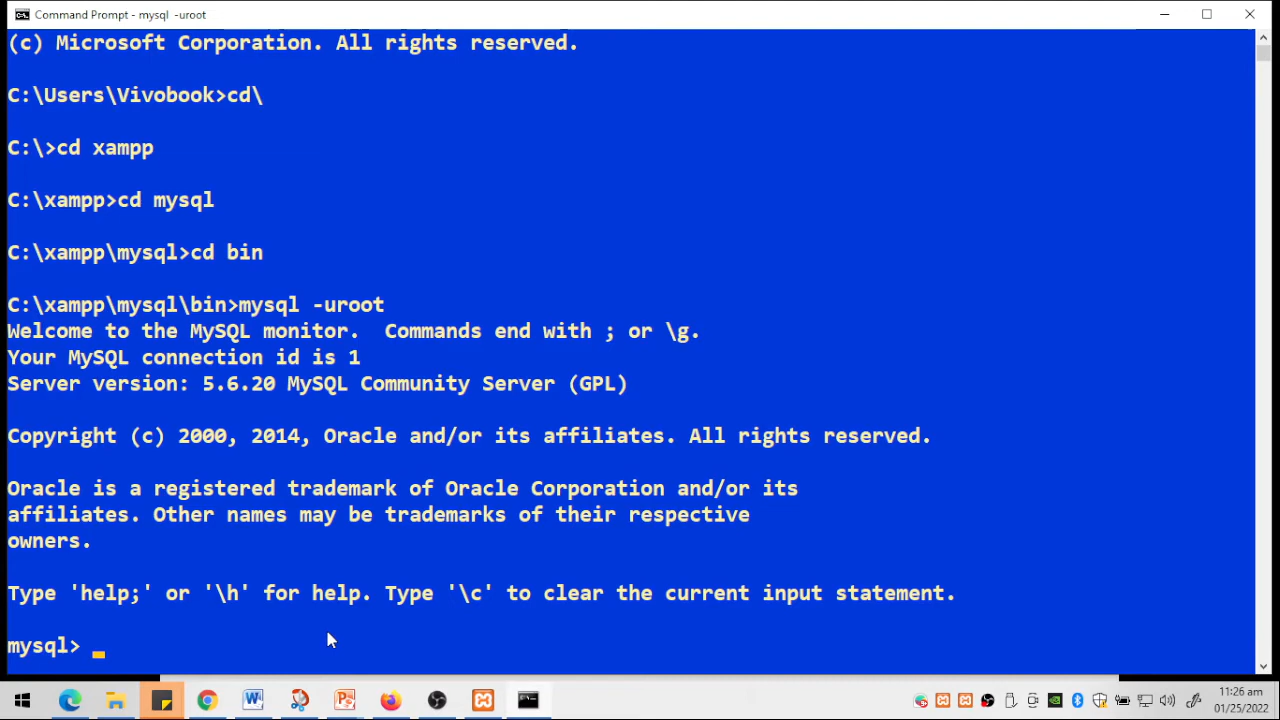 Command Prompt - mysql -uroot
(c) Microsoft Corporation. All rights reserved.
C:\Users\Vivobook>cd\
C:\>cd xampp
C:\xampp>cd mysql
C:\xampp\mysql>cd bin
C:\xampp\mysql\bin>mysql -uroot
Welcome to the MySQL monitor.  Commands end with ; or \g.
Your MySQL connection id is 1
Server version: 5.6.20 MySQL Community Server (GPL)
Copyright (c) 2000, 2014, Oracle and/or its affiliates. All rights reserved.
Oracle is a registered trademark of Oracle Corporation and/or its
affiliates. Other names may be trademarks of their respective
owners.
Type 'help;' or '\h' for help. Type '\c' to clear the current input statement.
mysql>
11:26 am
01/25/2022